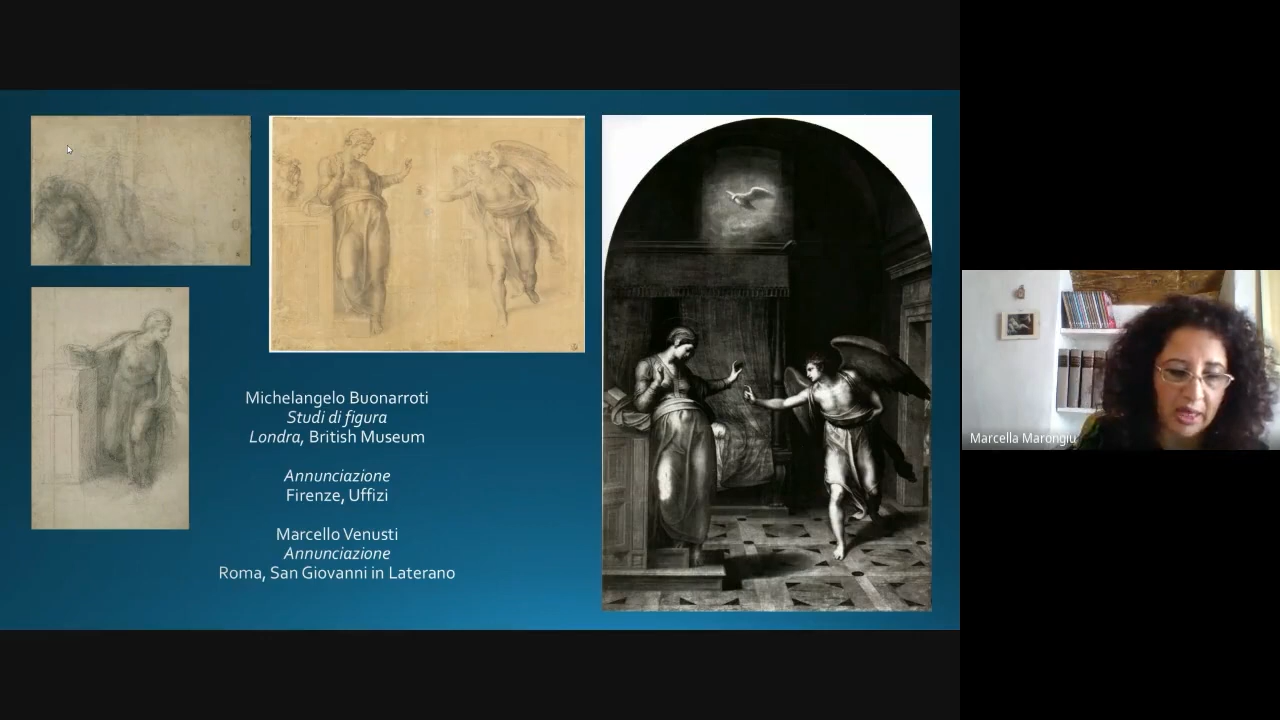 Michelangelo Buonarroti
Studi di figura
Londra, British Museum
Annunciazione
Firenze, Uffizi
Marcello Venusti
Annunciazione
Roma, San Giovanni in Laterano
Marcella Marongiu